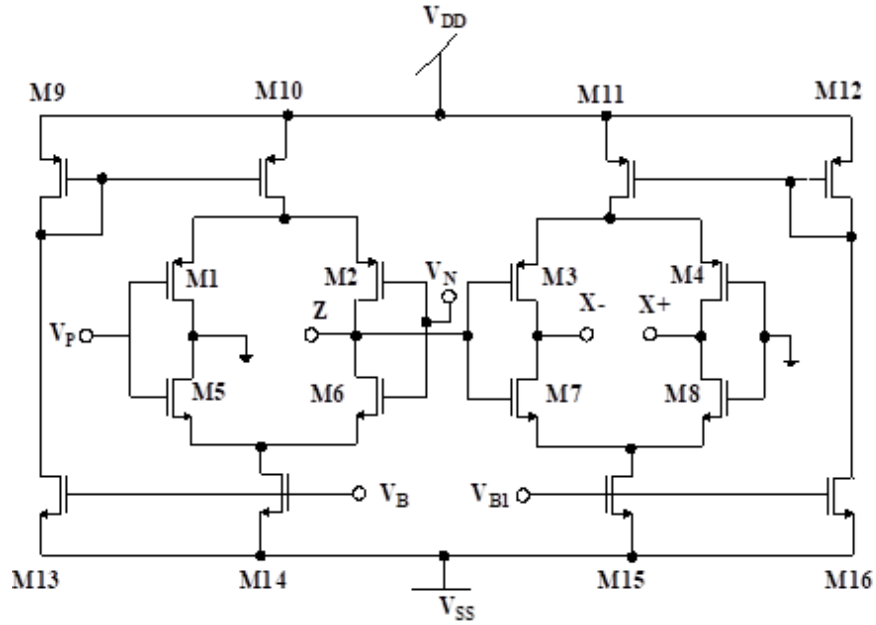 VDD
M9 M10 M11 M12
M1 M2 VN M3 M4
Z X- X+
VP
M5 M6 M7 M8
VB VB1
M13 M14 M15 M16
VSS